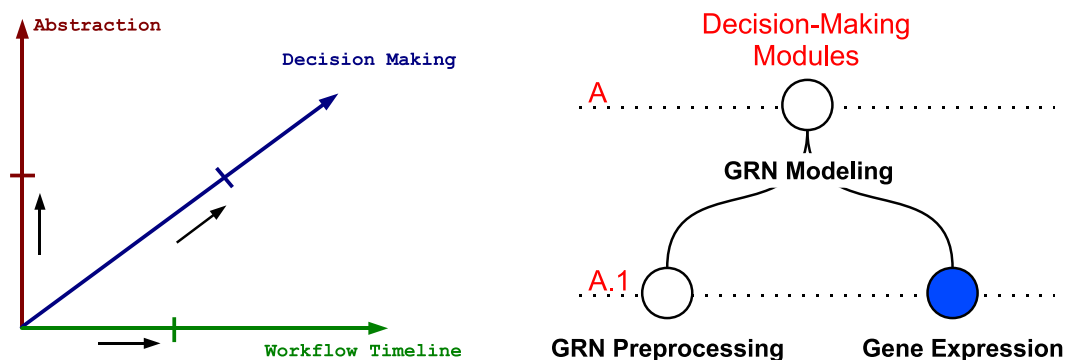 Abstraction
Decision Making
Workflow Timeline
Decision-Making
Modules
A
GRN Modeling
A.1
GRN Preprocessing
Gene Expression